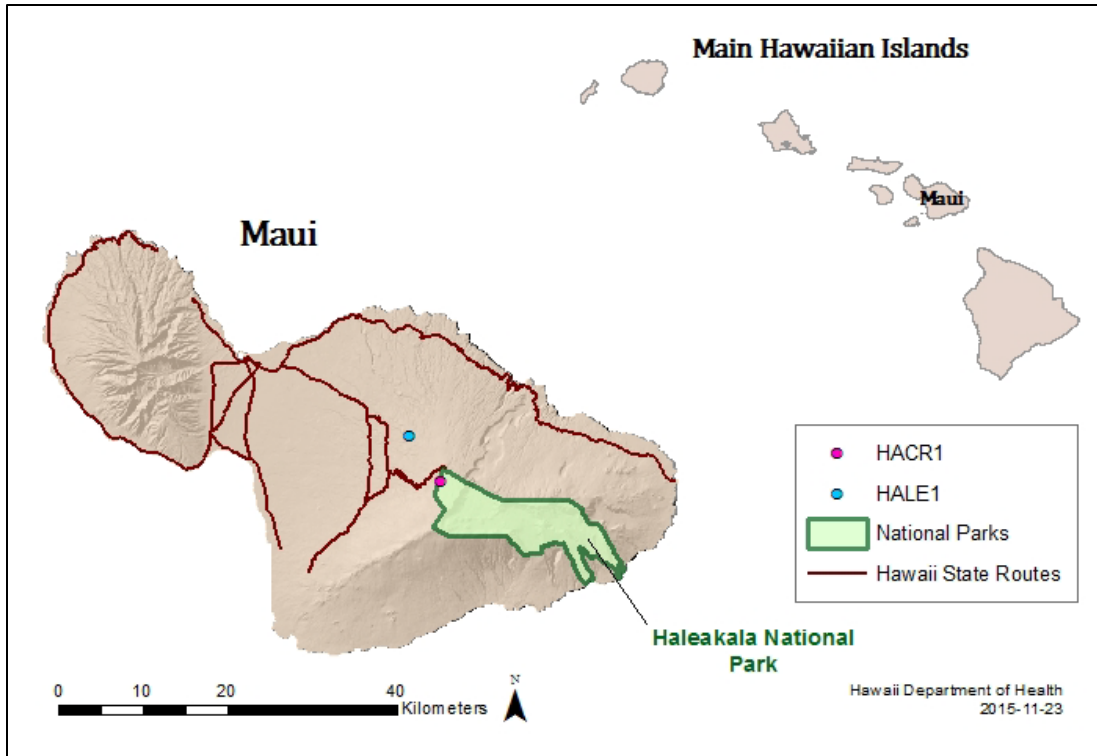 Main Hawaiian Islands
Maui
Maui
HACR1
HALE1
National Parks
Hawaii State Routes
Haleakala National
Park
0 10 20 40
Kilometers
N
Hawaii Department of Health
2015-11-23